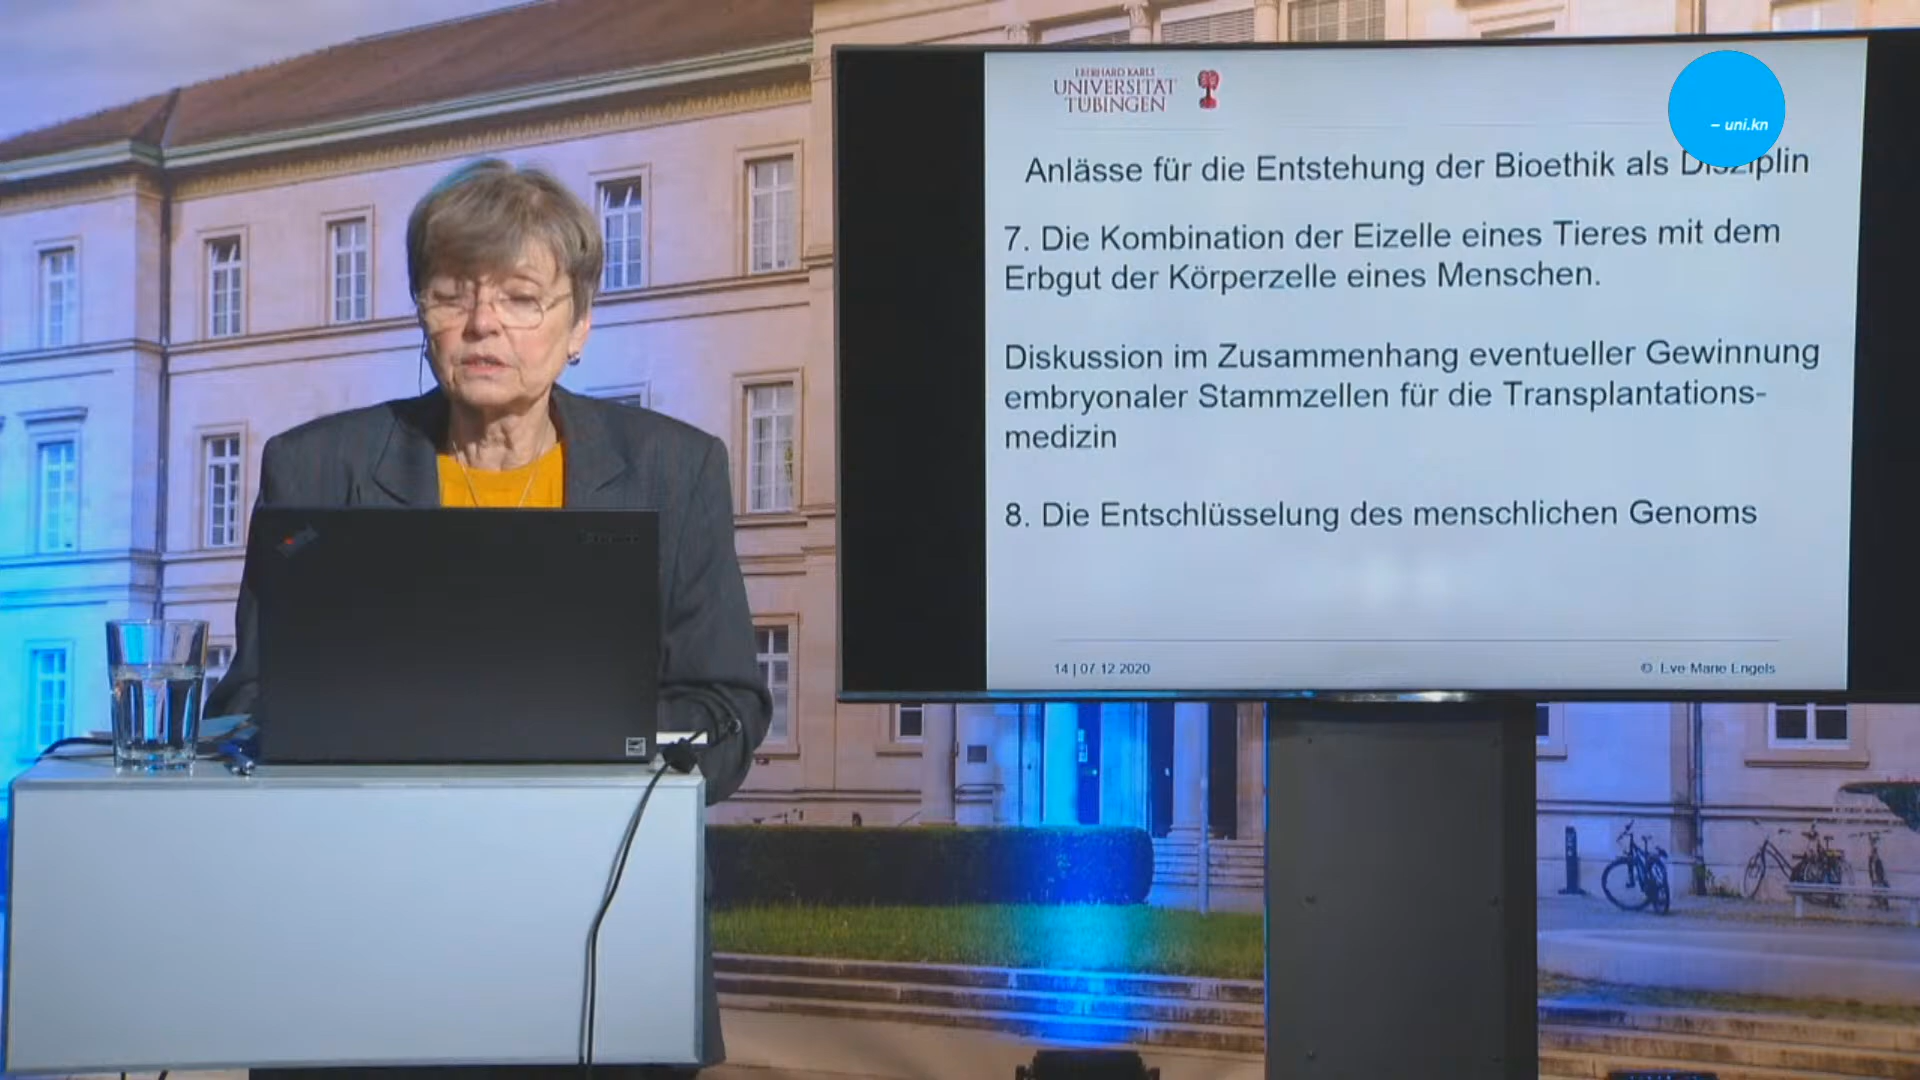 EBERHARD KARLS
UNIVERSITÄT
TÜBINGEN
– uni.kn
Anlässe für die Entstehung der Bioethik als Disziplin
7. Die Kombination der Eizelle eines Tieres mit dem
Erbgut der Körperzelle eines Menschen.
Diskussion im Zusammenhang eventueller Gewinnung
embryonaler Stammzellen für die Transplantations-
medizin
8. Die Entschlüsselung des menschlichen Genoms
14 | 07.12.2020
© Eve-Marie Engels